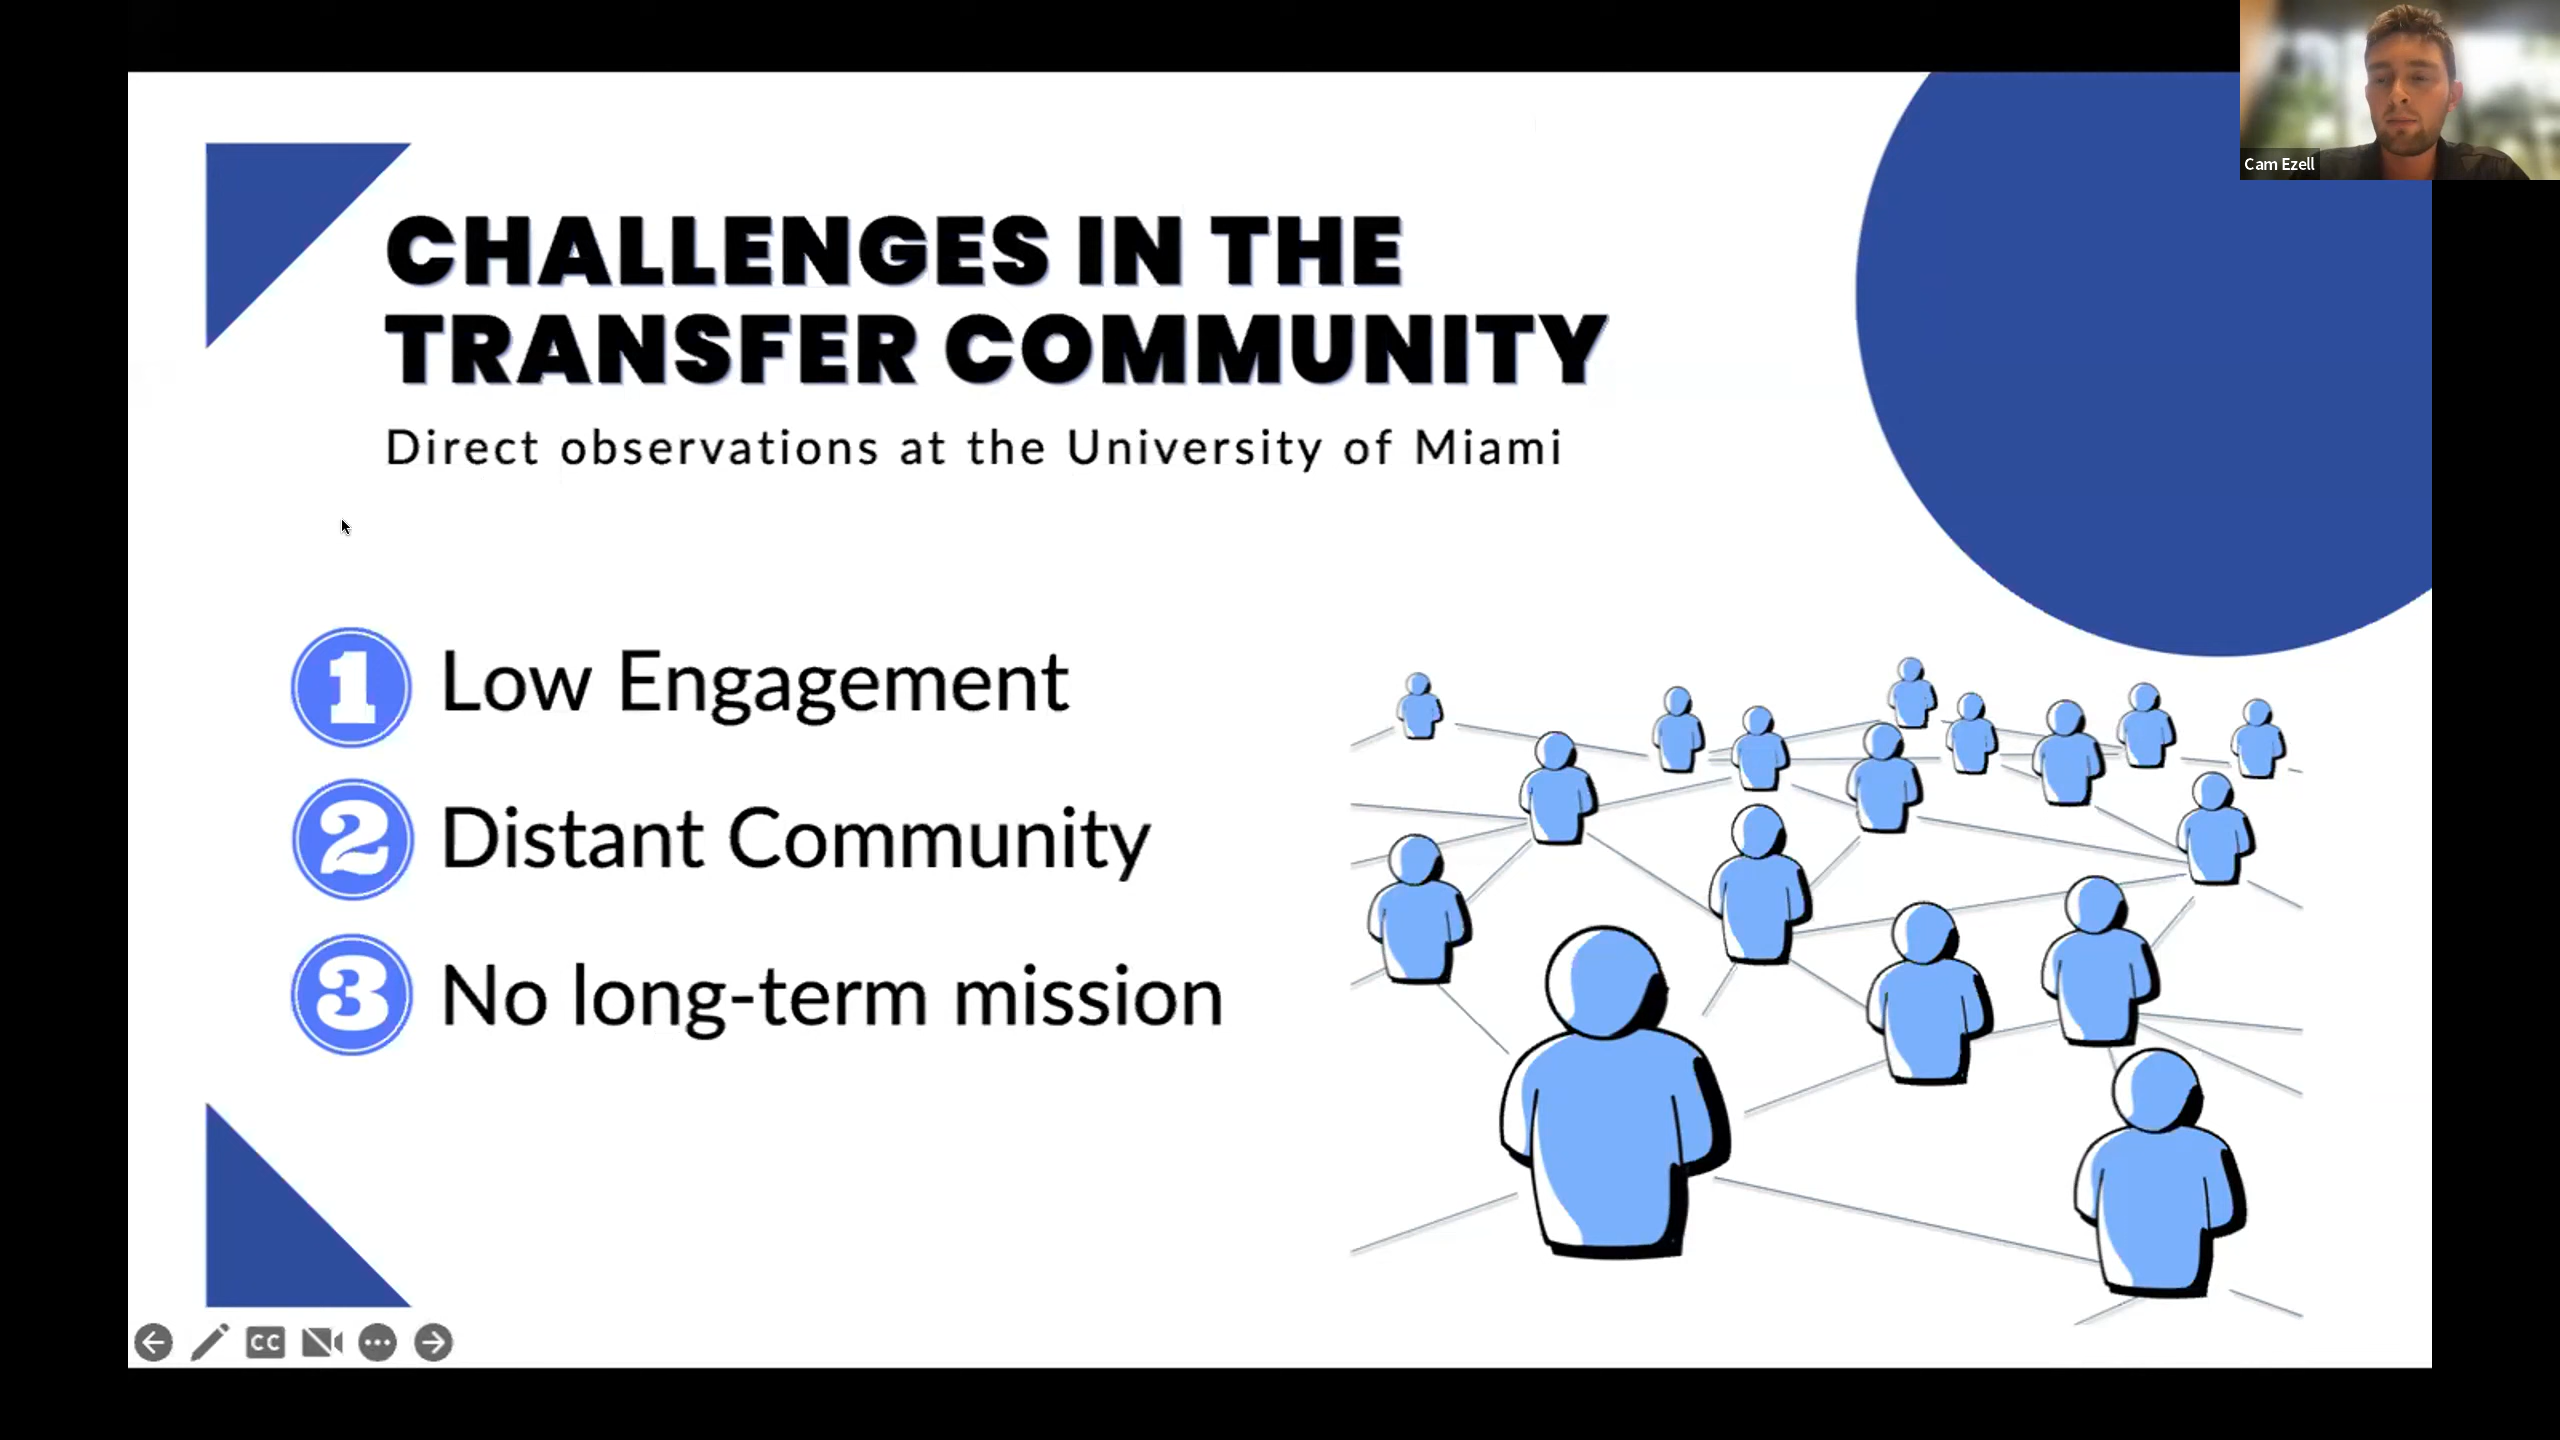 Cam Ezell
CHALLENGES IN THE
TRANSFER COMMUNITY
Direct observations at the University of Miami
1 Low Engagement
2 Distant Community
3 No long-term mission
CC